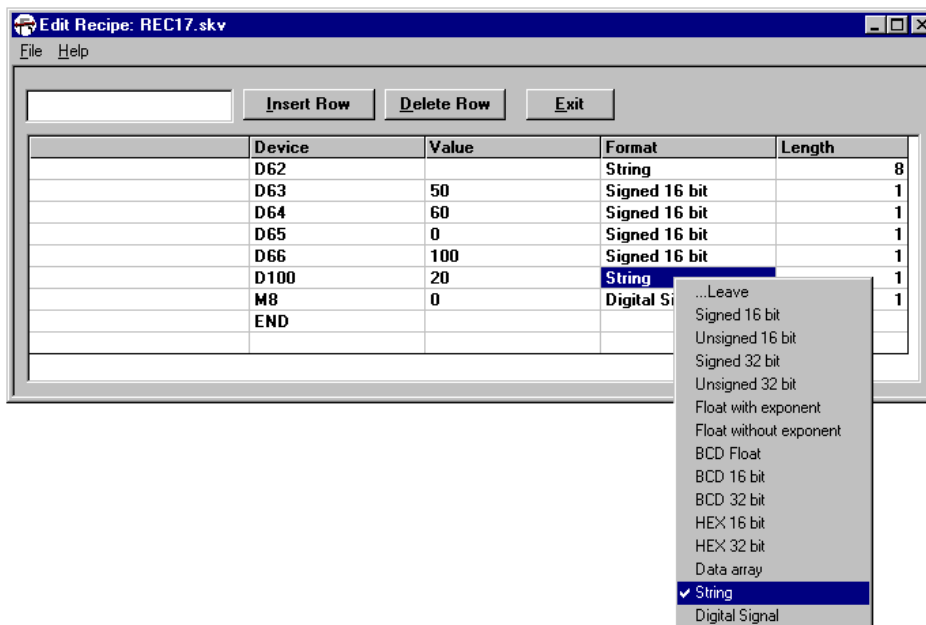 Edit Recipe: REC17.skv
File Help
Insert Row Delete Row Exit
Device Value Format Length
D62 String 8
D63 50 Signed 16 bit 1
D64 60 Signed 16 bit 1
D65 0 Signed 16 bit 1
D66 100 Signed 16 bit 1
D100 20 String 1
M8 0 Digital Si 1
END
...Leave
Signed 16 bit
Unsigned 16 bit
Signed 32 bit
Unsigned 32 bit
Float with exponent
Float without exponent
BCD Float
BCD 16 bit
BCD 32 bit
HEX 16 bit
HEX 32 bit
Data array
String
Digital Signal